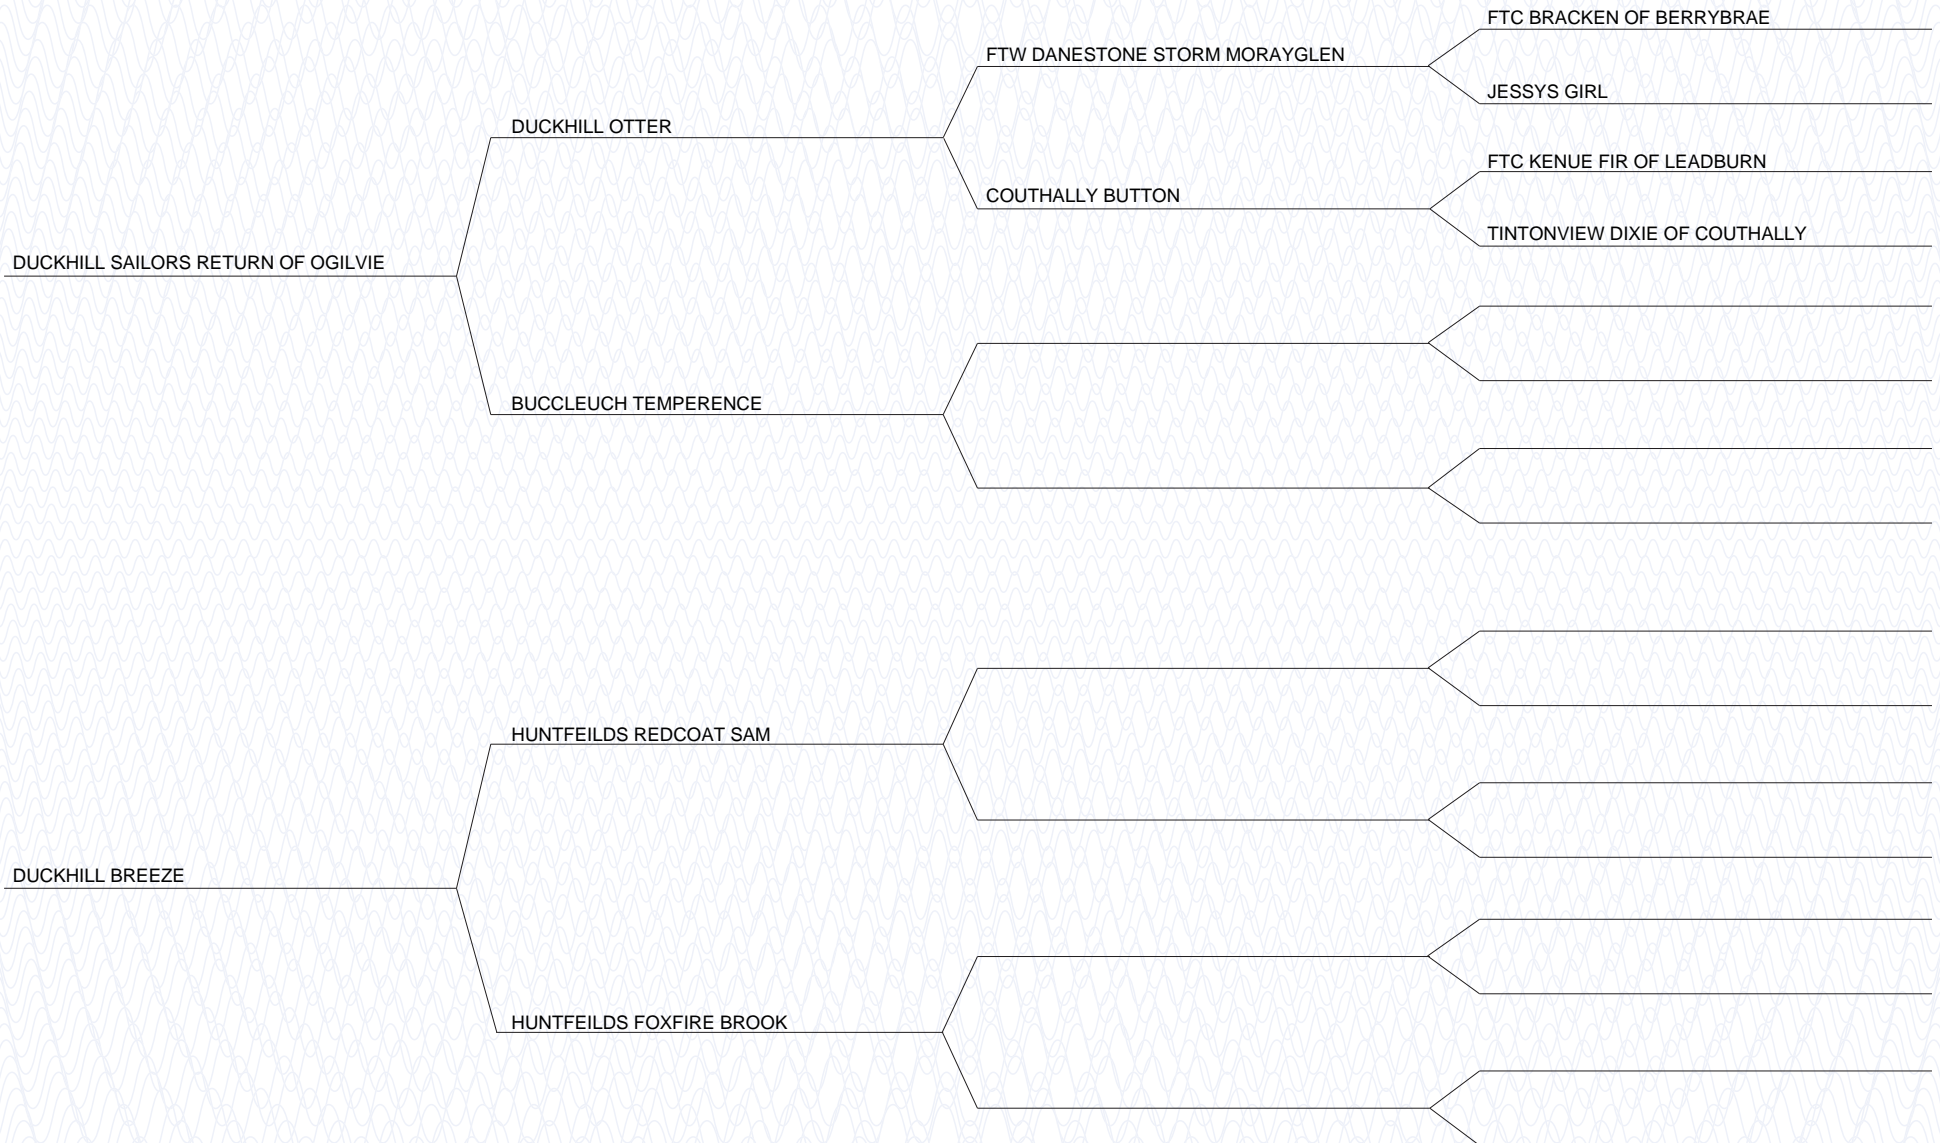 FTC BRACKEN OF BERRYBRAE
FTW DANESTONE STORM MORAYGLEN
JESSYS GIRL
DUCKHILL OTTER
FTC KENUE FIR OF LEADBURN
COUTHALLY BUTTON
TINTONVIEW DIXIE OF COUTHALLY
DUCKHILL SAILORS RETURN OF OGILVIE
BUCCLEUCH TEMPERENCE
HUNTFEILDS REDCOAT SAM
DUCKHILL BREEZE
HUNTFEILDS FOXFIRE BROOK